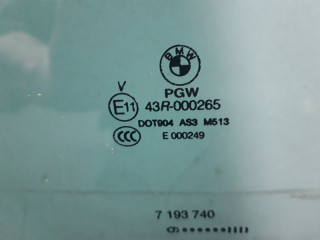 BMW
PGW
V
E11 43R-000265
DOT904 AS3 M513
CCC E 000249
7 193 740